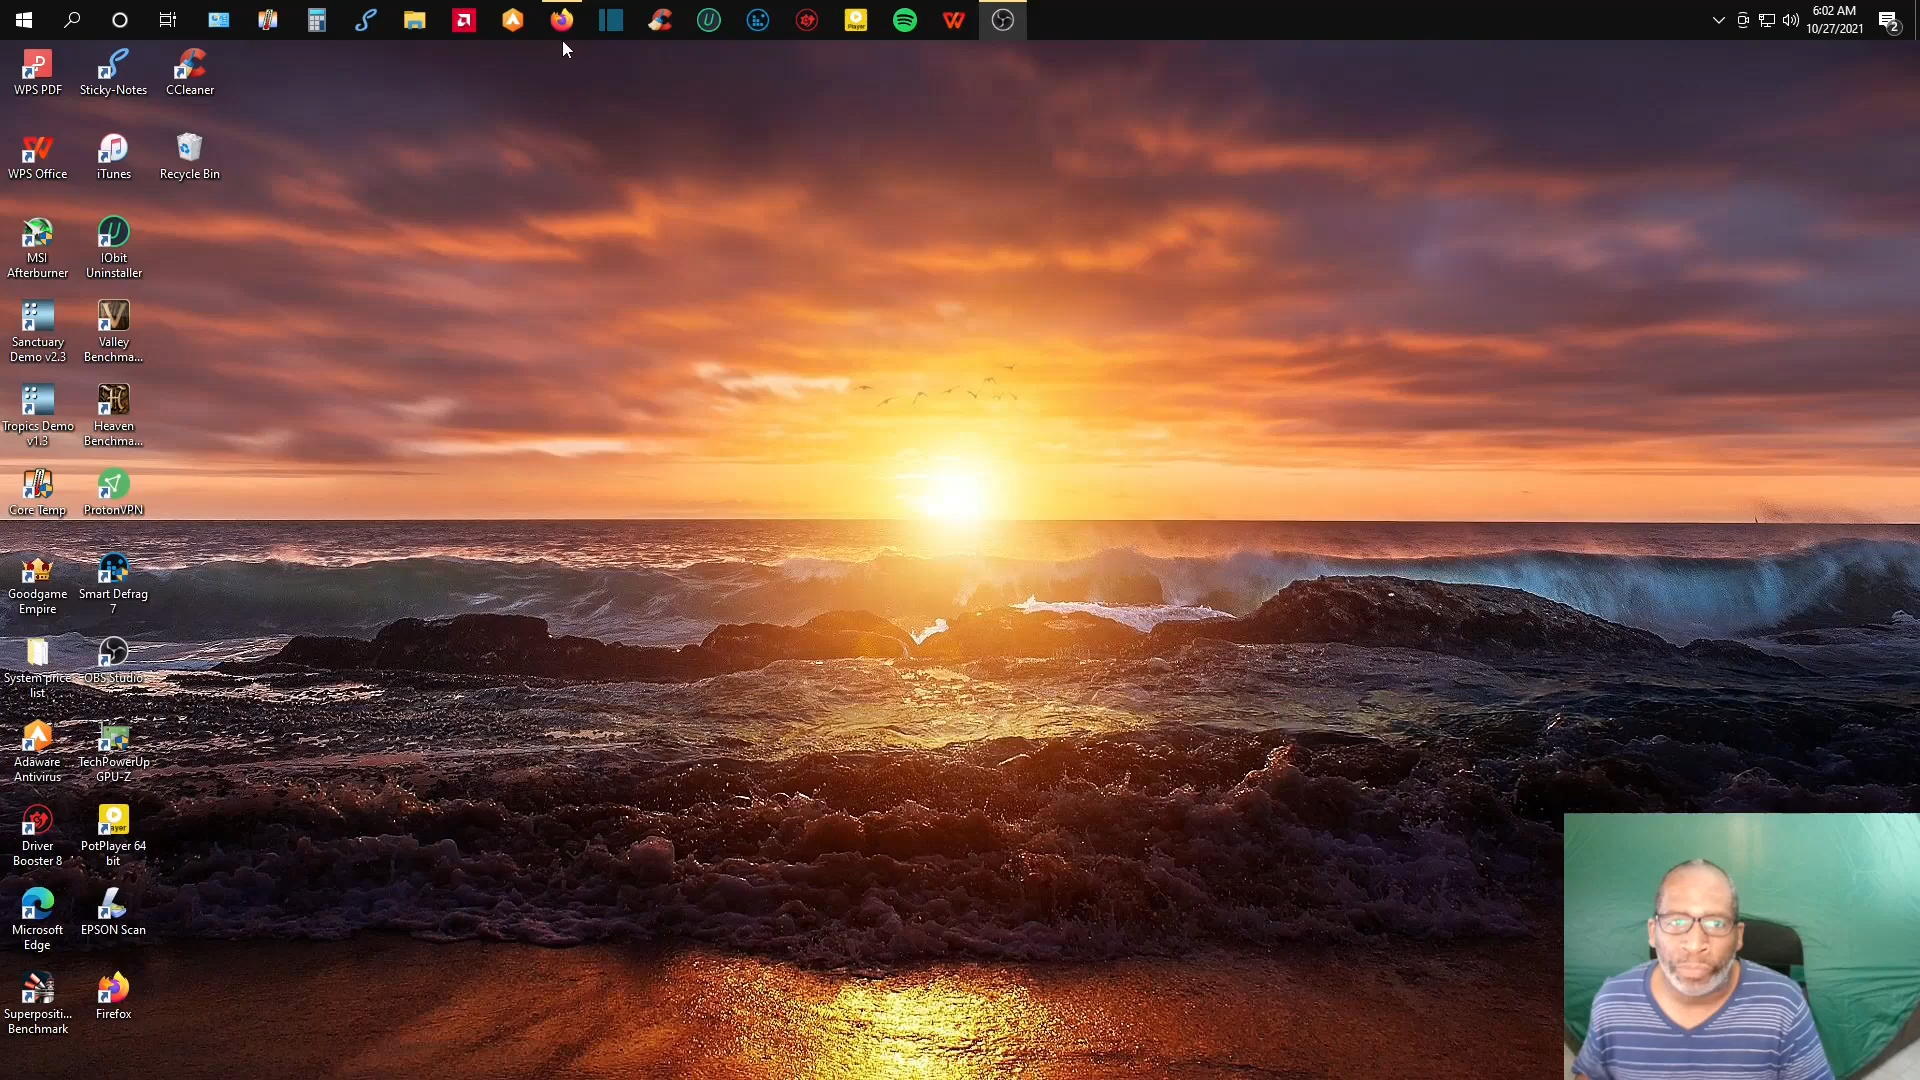 6:02 AM
10/27/2021
2
WPS PDF
Sticky-Notes
CCleaner
WPS Office
iTunes
Recycle Bin
MSI
Afterburner
IObit
Uninstaller
Sanctuary
Demo v2.3
Valley
Benchma...
Tropics Demo
v1.3
Heaven
Benchma...
Core Temp
ProtonVPN
Goodgame
Empire
Smart Defrag
7
System price
list
OBS Studio
Adaware
Antivirus
TechPowerUp
GPU-Z
Driver
Booster 8
PotPlayer 64
bit
Microsoft
Edge
EPSON Scan
Superpositi...
Benchmark
Firefox